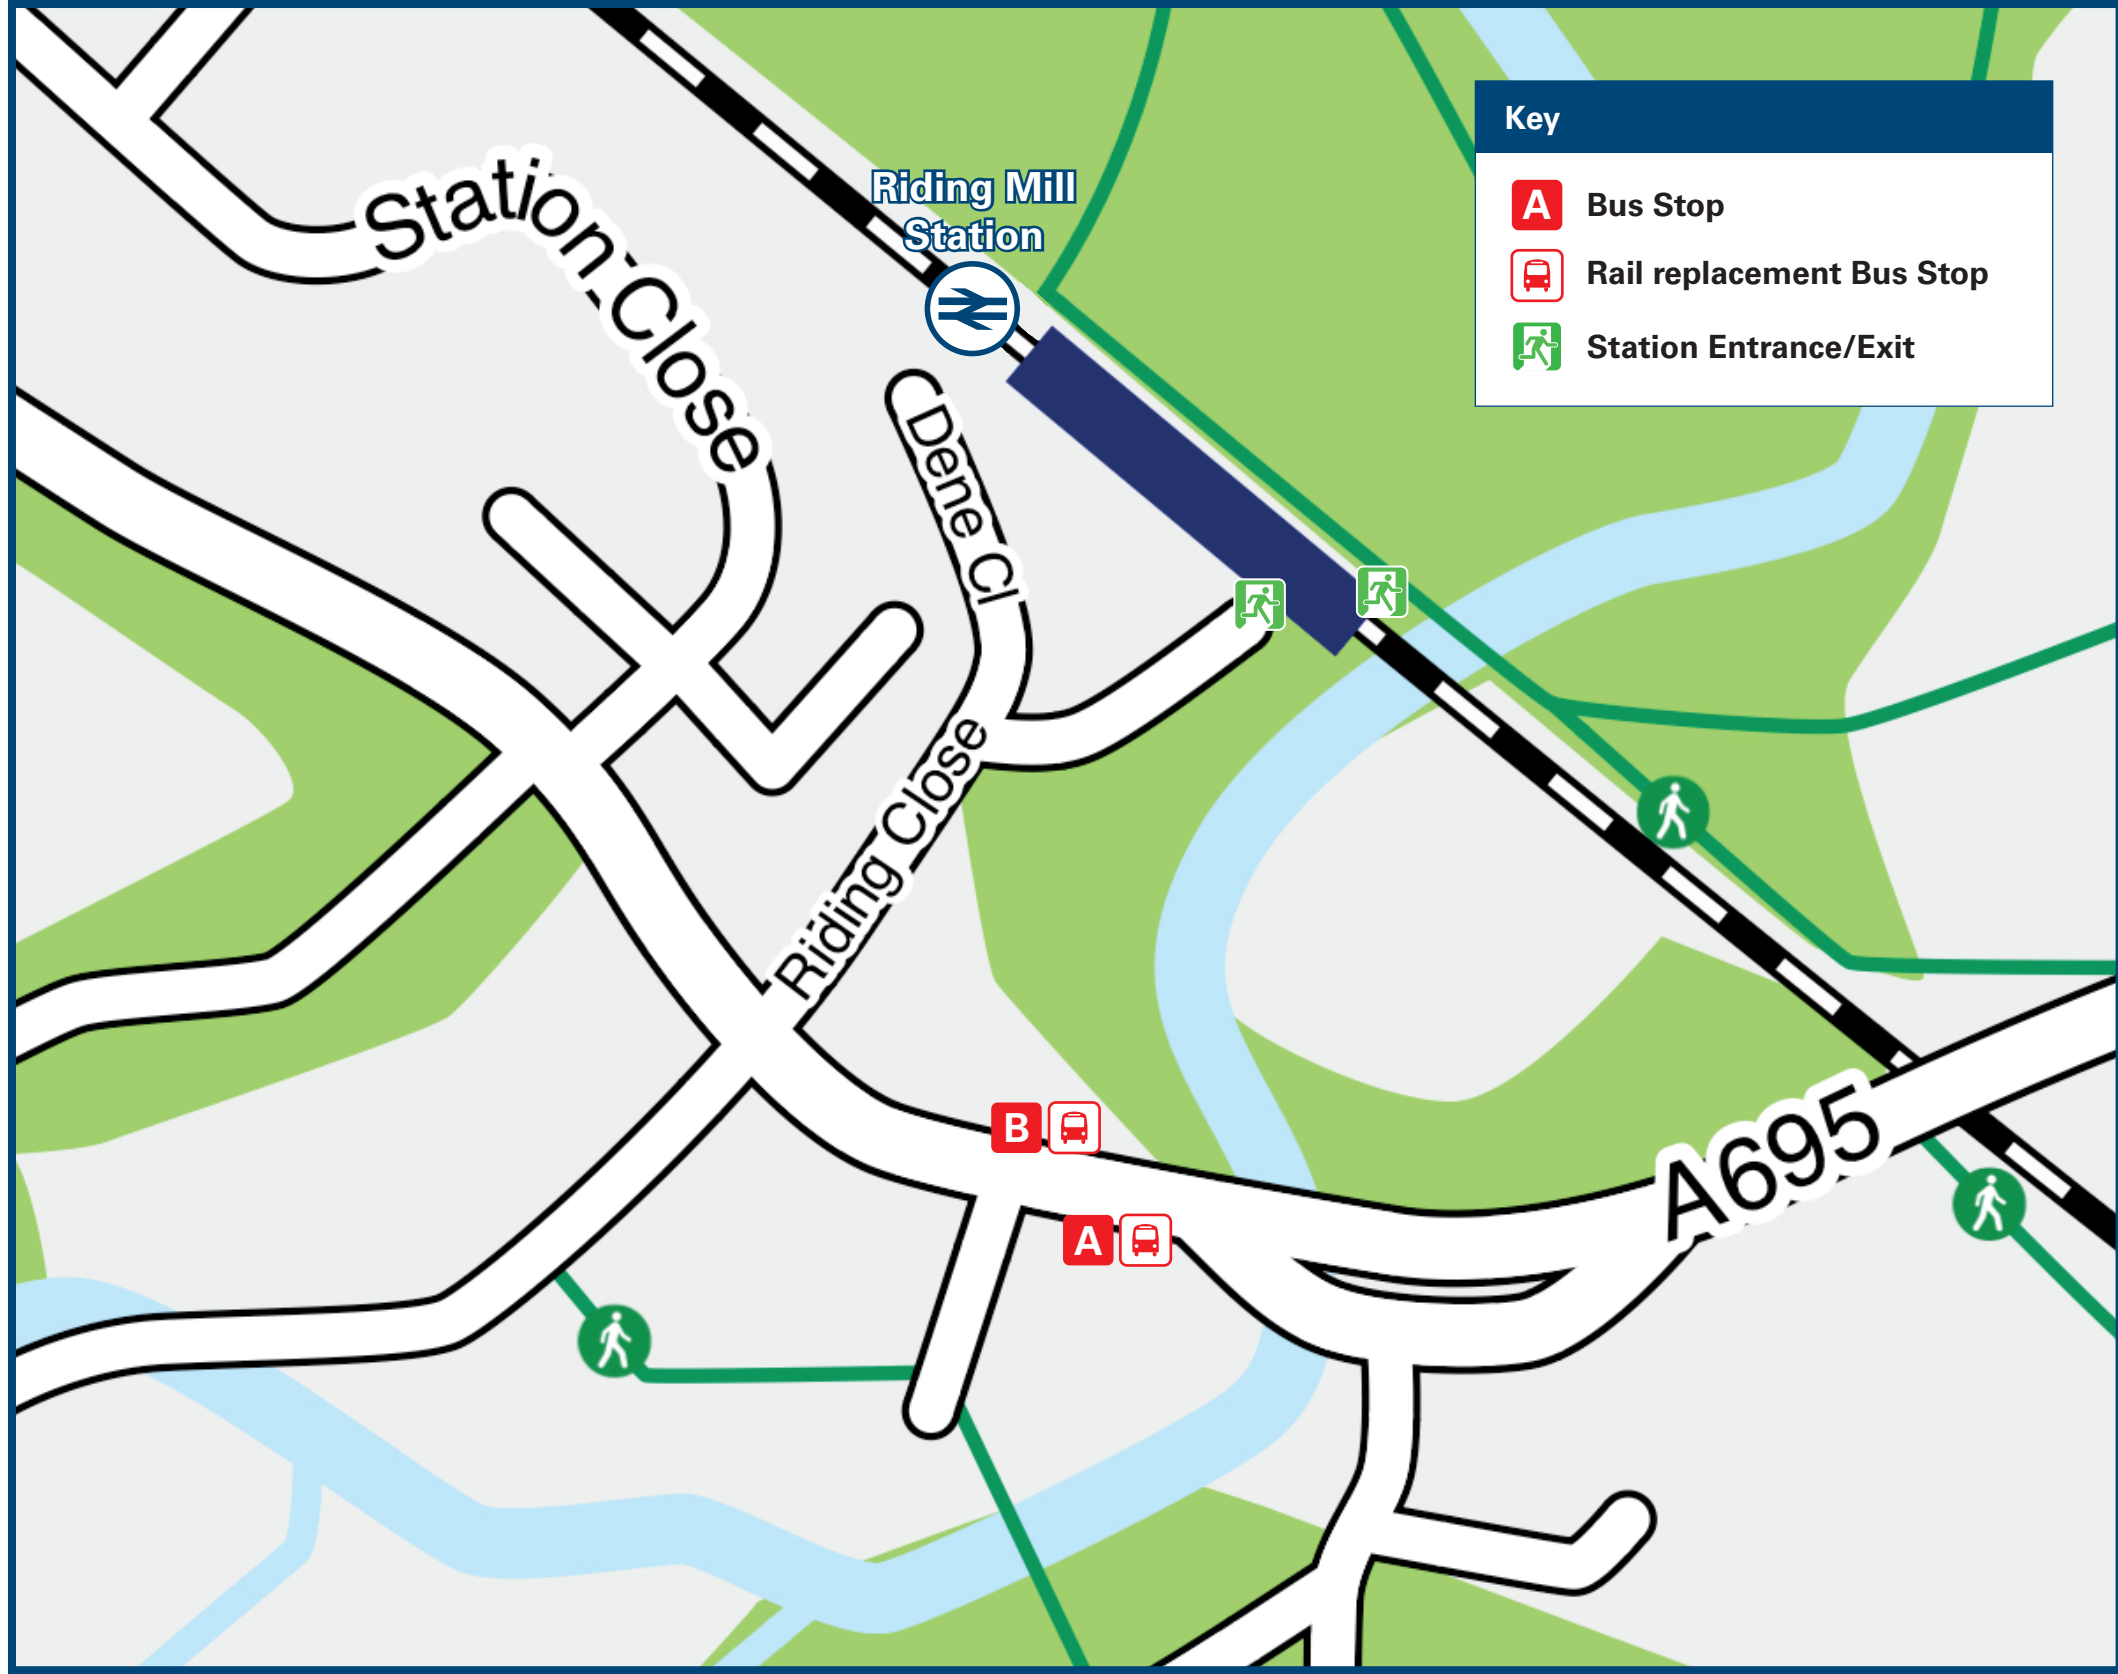 Riding Mill
Station
Key
A Bus Stop
Rail replacement Bus Stop
Station Entrance/Exit
Station Close
Dene Cl
Riding Close
B
A
A695